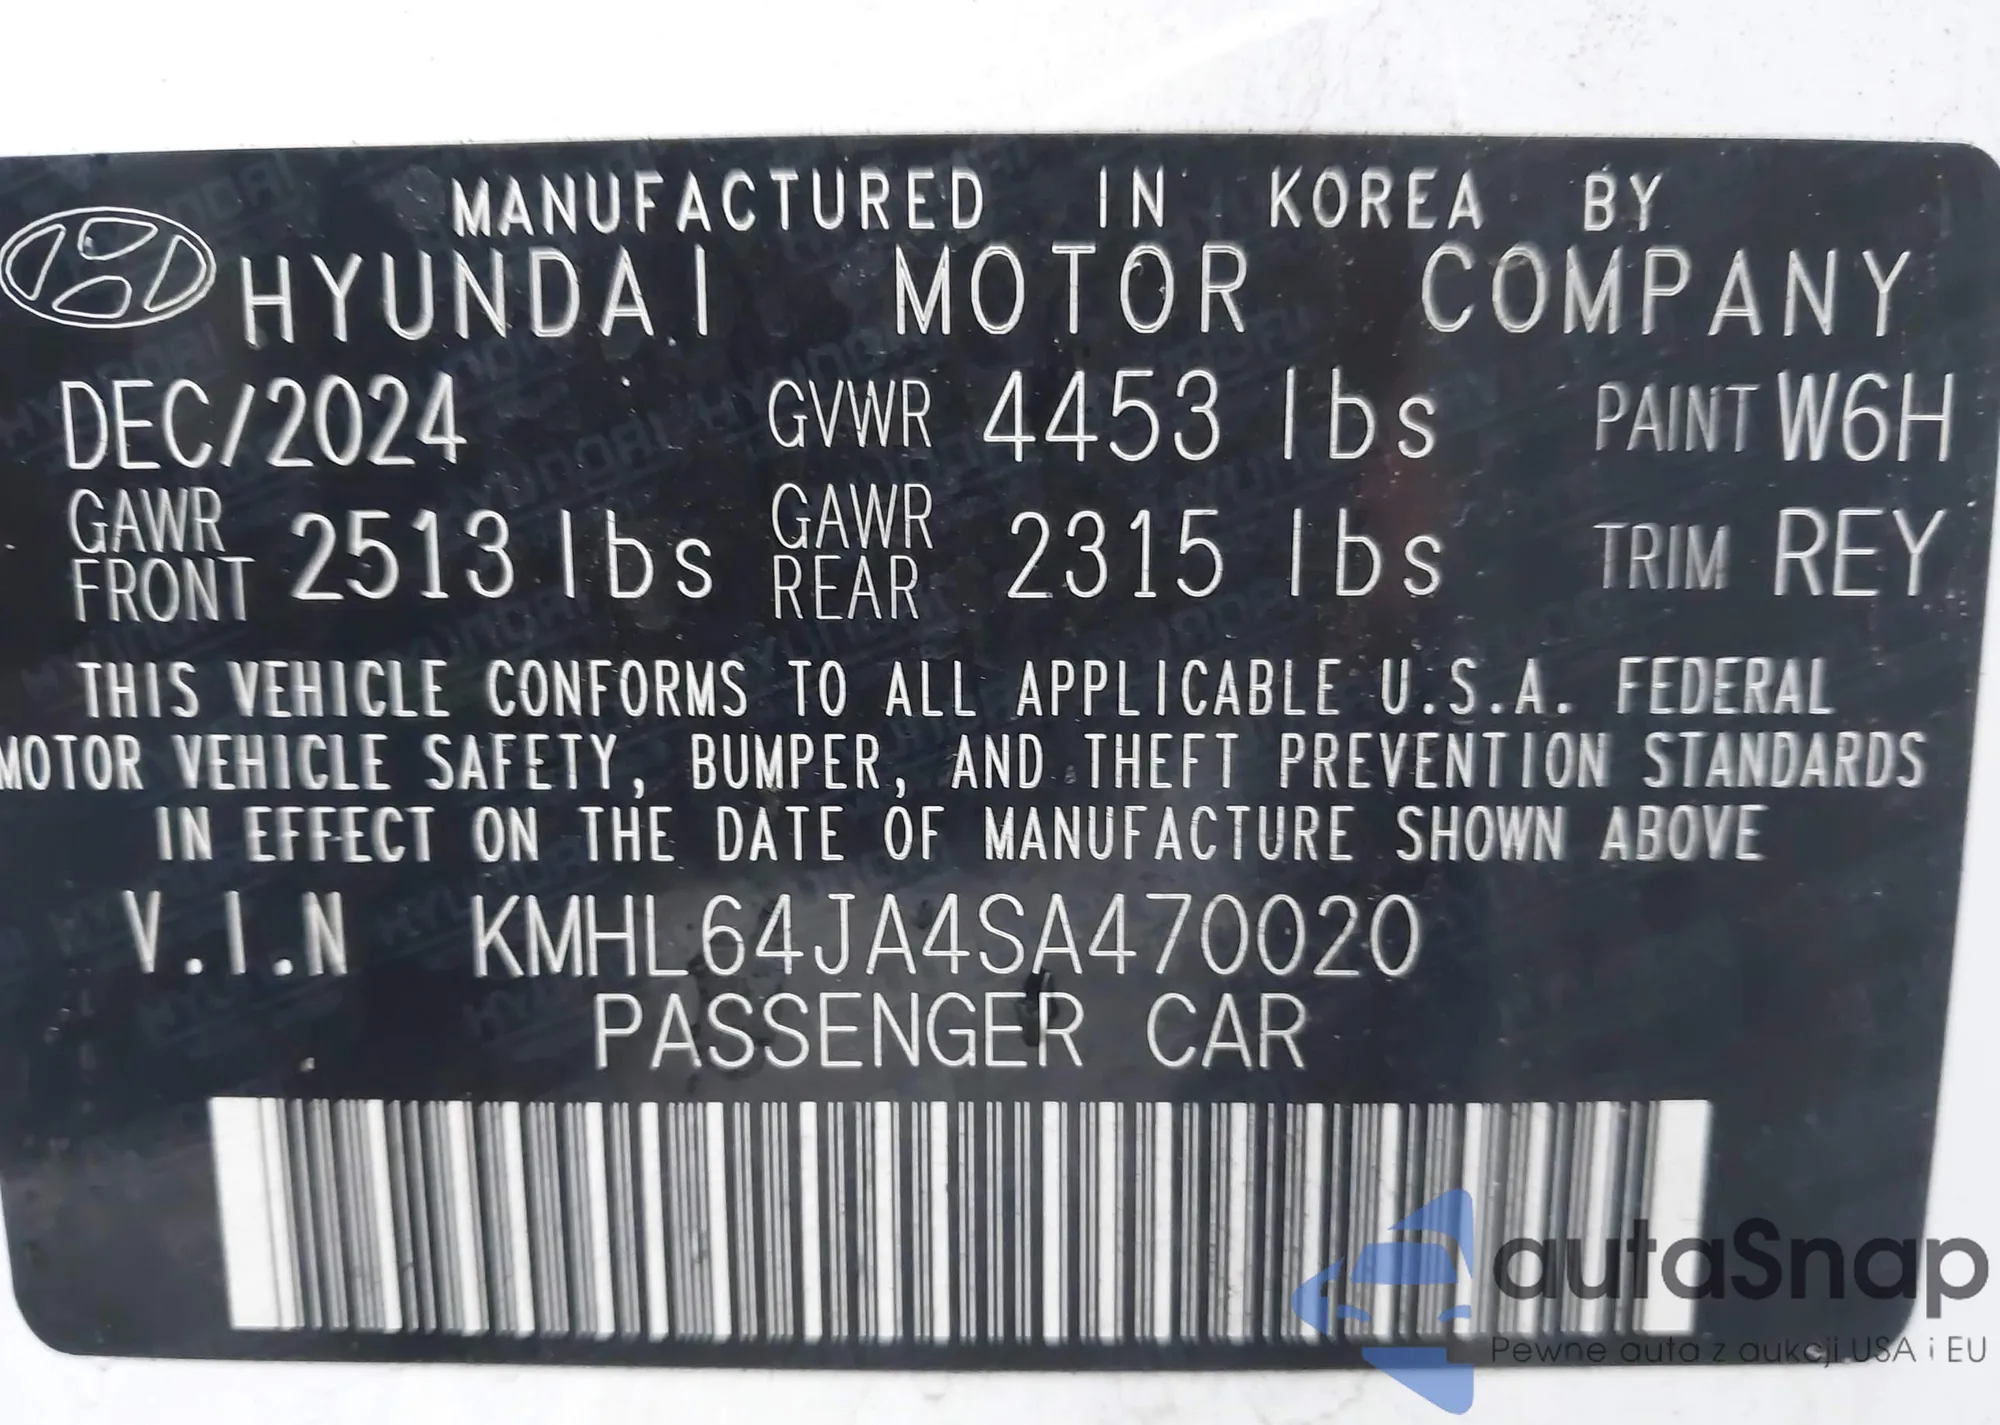 MANUFACTURED IN KOREA BY
HYUNDAI MOTOR COMPANY
DEC/2024 GVWR 4453 lbs PAINT W6H
GAWR FRONT 2513 lbs GAWR REAR 2315 lbs TRIM REY
THIS VEHICLE CONFORMS TO ALL APPLICABLE U.S.A. FEDERAL
MOTOR VEHICLE SAFETY, BUMPER, AND THEFT PREVENTION STANDARDS
IN EFFECT ON THE DATE OF MANUFACTURE SHOWN ABOVE
V.I.N KMHL64JA4SA470020
PASSENGER CAR
autaSnap
Pewne auta z aukcji USA i EU